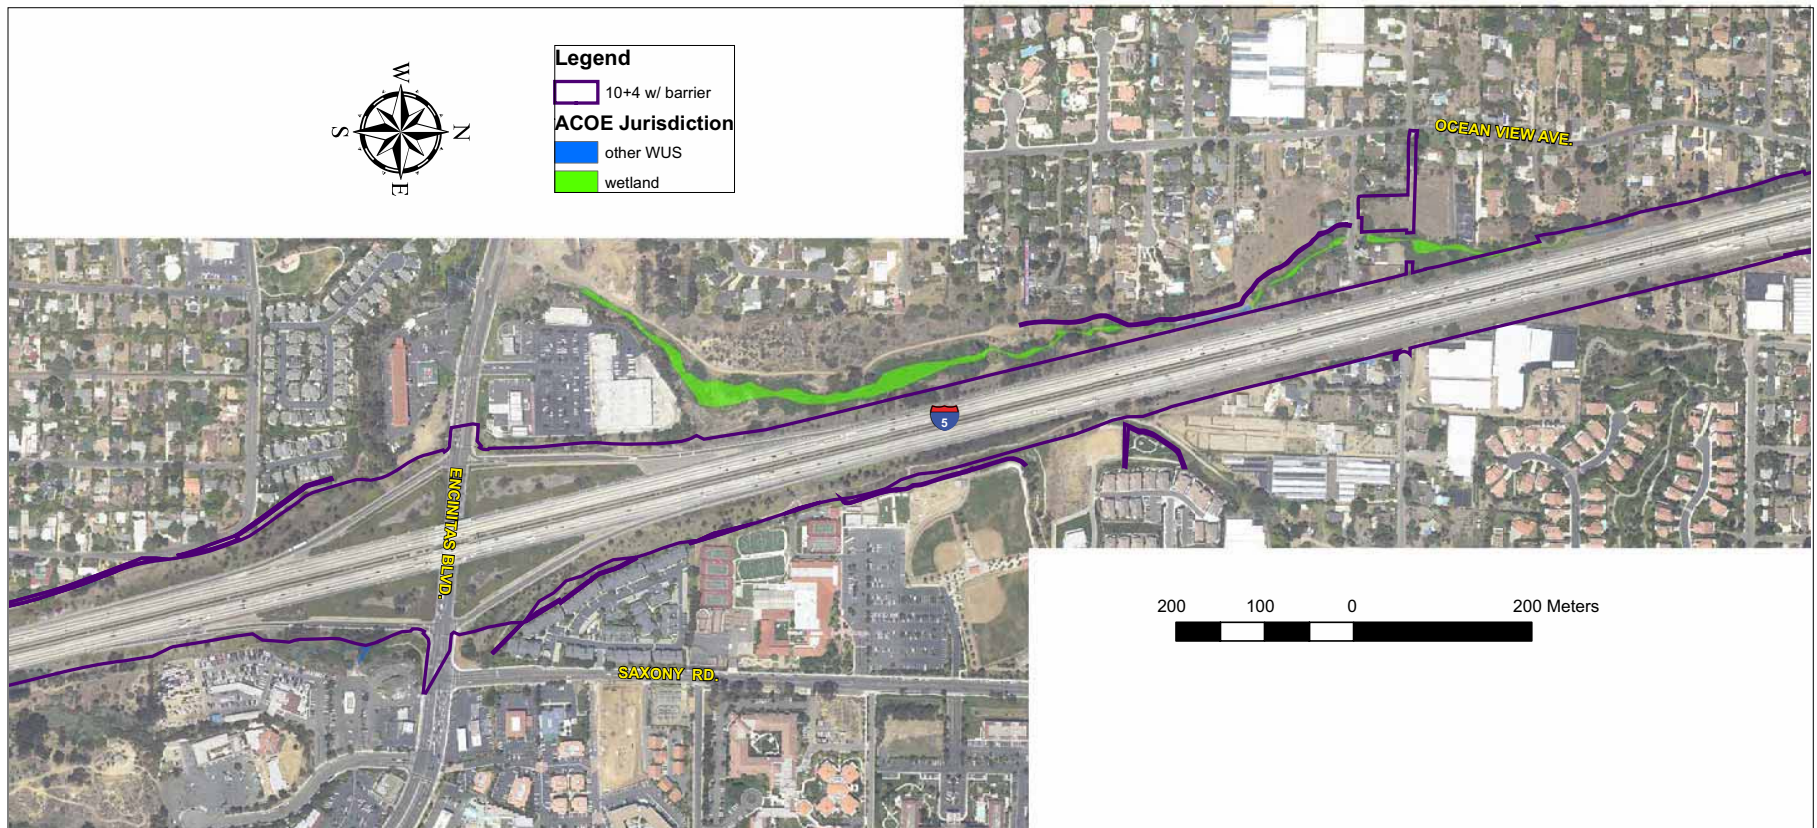 W
S
N
E
Legend
10+4 w/ barrier
ACOE Jurisdiction
other WUS
wetland
OCEAN VIEW AVE.
5
ENCINITAS BLVD.
SAXONY RD.
200 100 0 200 Meters